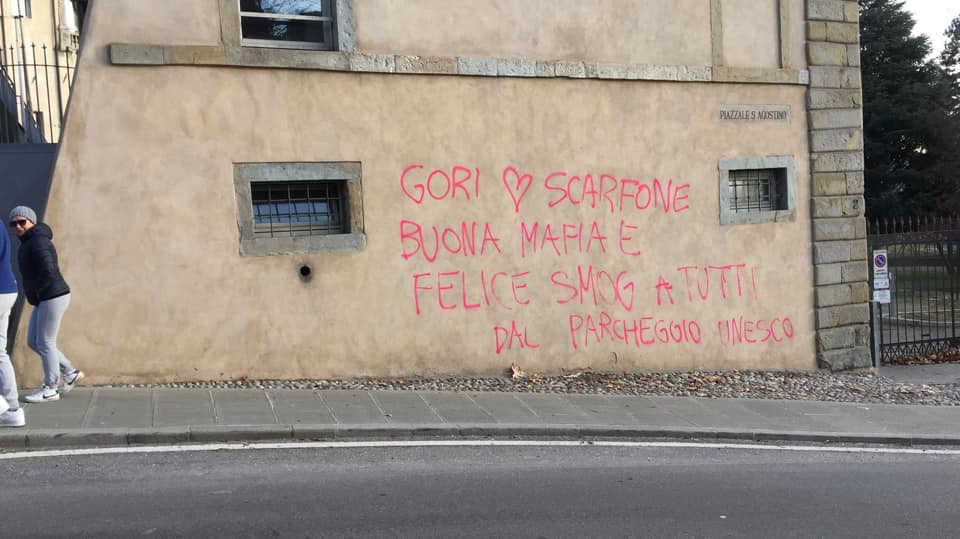 PIAZZALE S. AGOSTINO
GORI ♡ SCARFONE
BUONA MAFIA E
FELICE SMOG A TUTTI
DAL PARCHEGGIO UNESCO